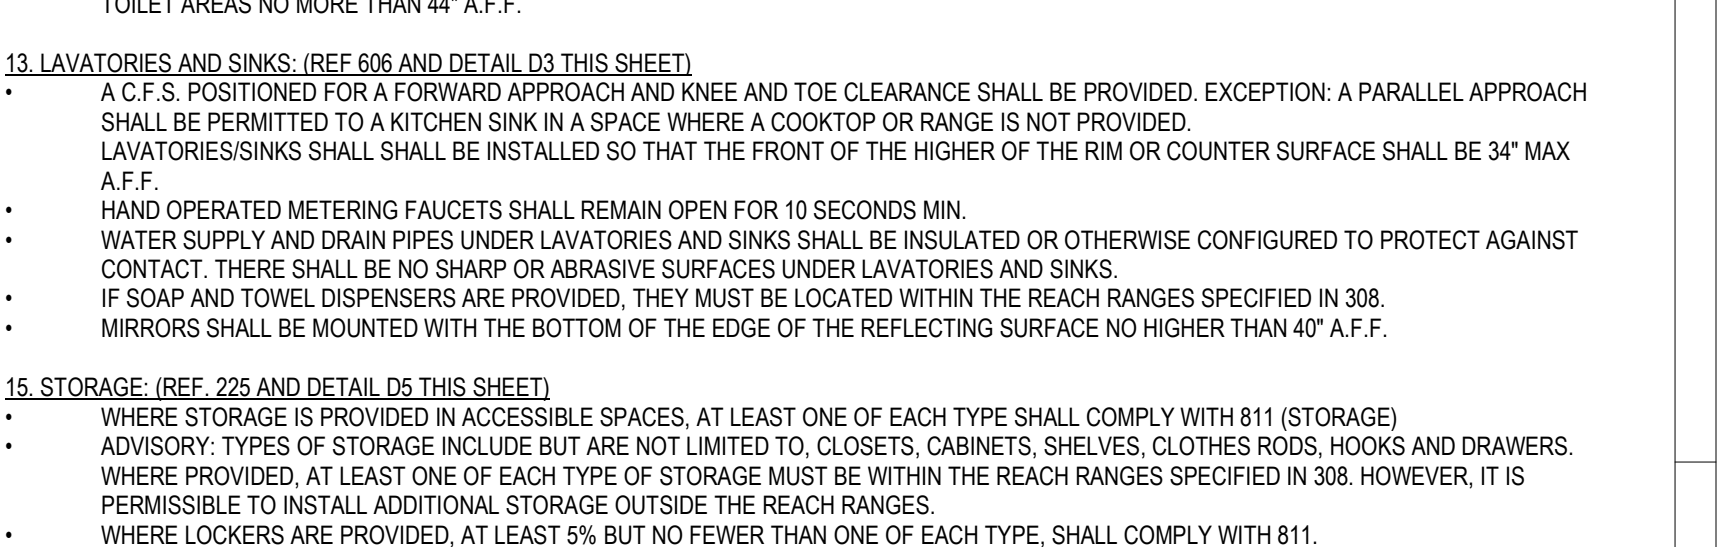 TOILET AREAS NO MORE THAN 44" A.F.F.
13. LAVATORIES AND SINKS: (REF 606 AND DETAIL D3 THIS SHEET)
• A C.F.S. POSITIONED FOR A FORWARD APPROACH AND KNEE AND TOE CLEARANCE SHALL BE PROVIDED. EXCEPTION: A PARALLEL APPROACH
SHALL BE PERMITTED TO A KITCHEN SINK IN A SPACE WHERE A COOKTOP OR RANGE IS NOT PROVIDED.
LAVATORIES/SINKS SHALL SHALL BE INSTALLED SO THAT THE FRONT OF THE HIGHER OF THE RIM OR COUNTER SURFACE SHALL BE 34" MAX
A.F.F.
• HAND OPERATED METERING FAUCETS SHALL REMAIN OPEN FOR 10 SECONDS MIN.
• WATER SUPPLY AND DRAIN PIPES UNDER LAVATORIES AND SINKS SHALL BE INSULATED OR OTHERWISE CONFIGURED TO PROTECT AGAINST
CONTACT. THERE SHALL BE NO SHARP OR ABRASIVE SURFACES UNDER LAVATORIES AND SINKS.
• IF SOAP AND TOWEL DISPENSERS ARE PROVIDED, THEY MUST BE LOCATED WITHIN THE REACH RANGES SPECIFIED IN 308.
• MIRRORS SHALL BE MOUNTED WITH THE BOTTOM OF THE EDGE OF THE REFLECTING SURFACE NO HIGHER THAN 40" A.F.F.
15. STORAGE: (REF. 225 AND DETAIL D5 THIS SHEET)
• WHERE STORAGE IS PROVIDED IN ACCESSIBLE SPACES, AT LEAST ONE OF EACH TYPE SHALL COMPLY WITH 811 (STORAGE)
• ADVISORY: TYPES OF STORAGE INCLUDE BUT ARE NOT LIMITED TO, CLOSETS, CABINETS, SHELVES, CLOTHES RODS, HOOKS AND DRAWERS.
WHERE PROVIDED, AT LEAST ONE OF EACH TYPE OF STORAGE MUST BE WITHIN THE REACH RANGES SPECIFIED IN 308. HOWEVER, IT IS
PERMISSIBLE TO INSTALL ADDITIONAL STORAGE OUTSIDE THE REACH RANGES.
• WHERE LOCKERS ARE PROVIDED, AT LEAST 5% BUT NO FEWER THAN ONE OF EACH TYPE, SHALL COMPLY WITH 811.